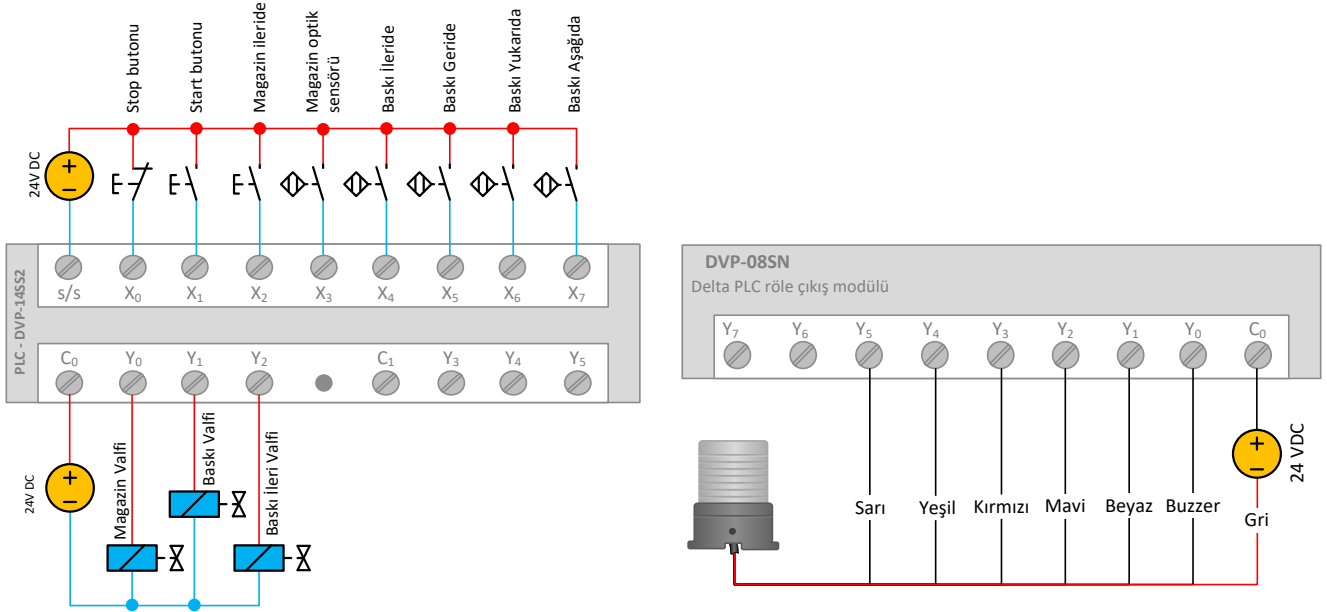 Stop butonu
Start butonu
Magazin ileride
Magazin optik
sensörü
Baskı İleride
Baskı Geride
Baskı Yukarıda
Baskı Aşağıda
24V DC
PLC - DVP-14SS2
s/s X0 X1 X2 X3 X4 X5 X6 X7
C0 Y0 Y1 Y2 C1 Y3 Y4 Y5
24V DC
Magazin Valfi
Baskı Valfi
Baskı İleri Valfi
DVP-08SN
Delta PLC röle çıkış modülü
Y7 Y6 Y5 Y4 Y3 Y2 Y1 Y0 C0
24 VDC
Sarı Yeşil Kırmızı Mavi Beyaz Buzzer Gri